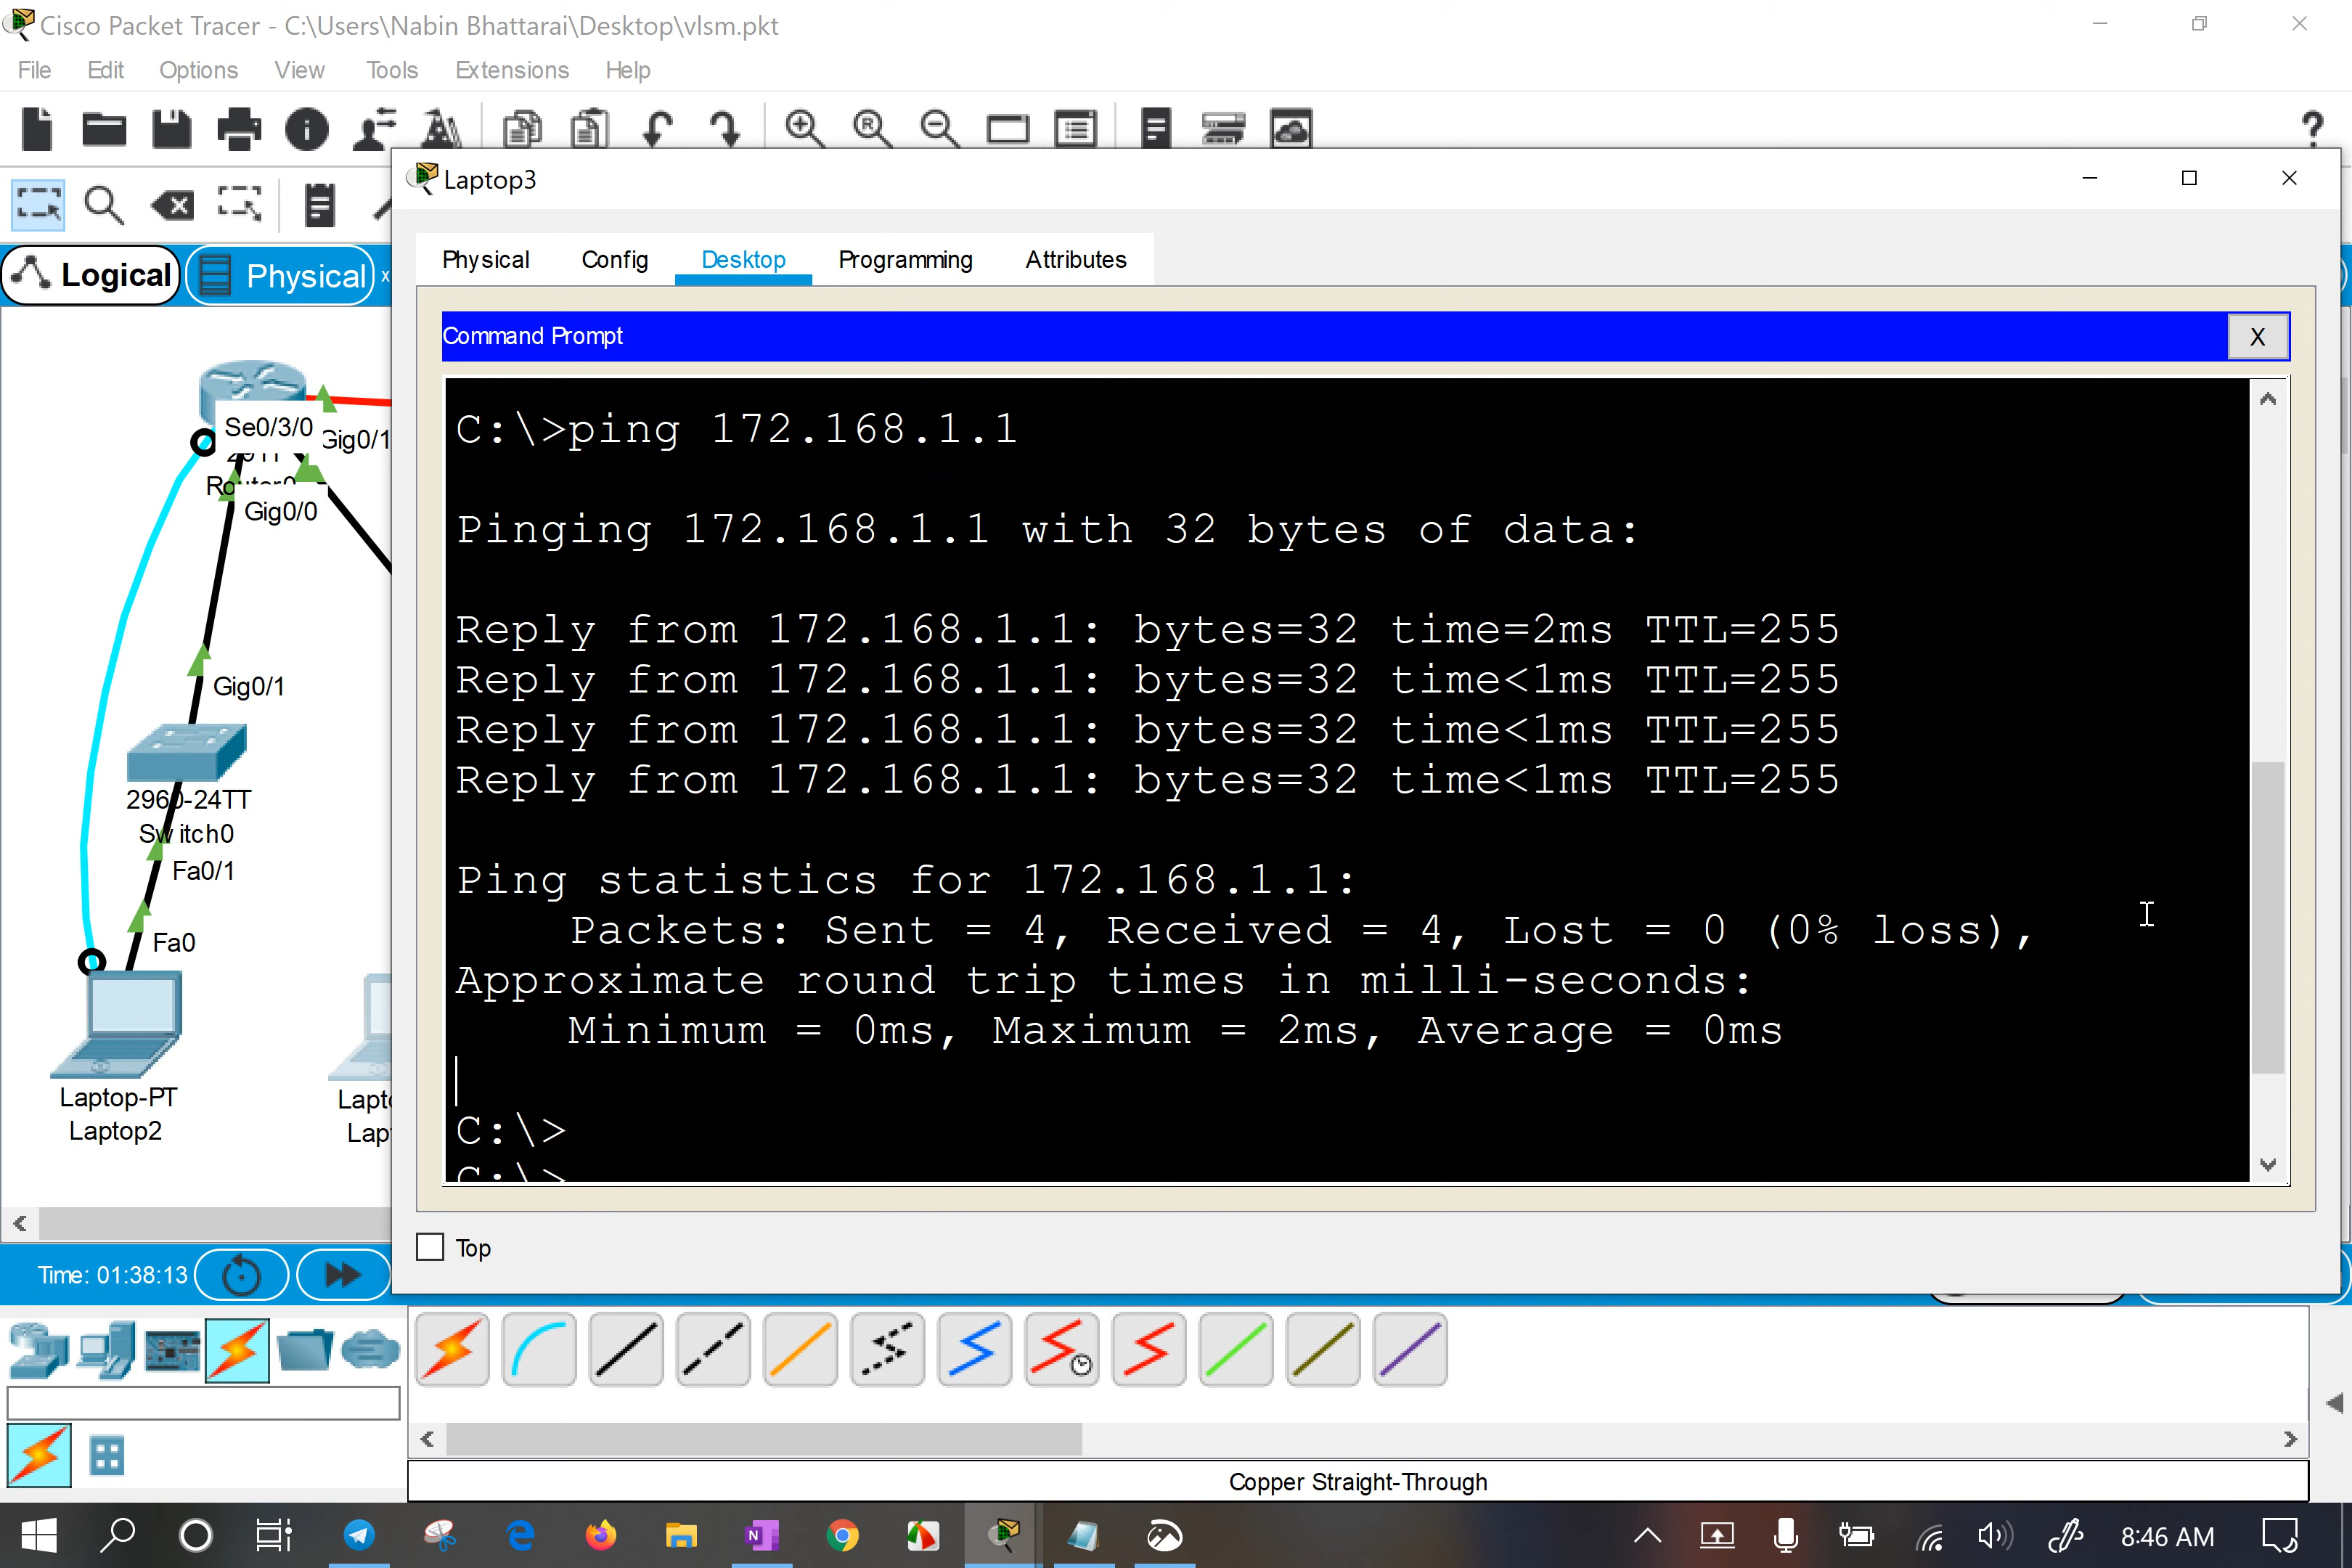 Cisco Packet Tracer - C:\Users\Nabin Bhattarai\Desktop\vlsm.pkt
File Edit Options View Tools Extensions Help
Laptop3
Physical Config Desktop Programming Attributes
Logical Physical x
Command Prompt X
C:\>ping 172.168.1.1
Pinging 172.168.1.1 with 32 bytes of data:
Reply from 172.168.1.1: bytes=32 time=2ms TTL=255
Reply from 172.168.1.1: bytes=32 time<1ms TTL=255
Reply from 172.168.1.1: bytes=32 time<1ms TTL=255
Reply from 172.168.1.1: bytes=32 time<1ms TTL=255
Ping statistics for 172.168.1.1:
Packets: Sent = 4, Received = 4, Lost = 0 (0% loss),
Approximate round trip times in milli-seconds:
Minimum = 0ms, Maximum = 2ms, Average = 0ms
C:\>
C:\>
Top
Se0/3/0
Gig0/1
Router0
Gig0/0
Gig0/1
2960-24TT
Switch0
Fa0/1
Fa0
Laptop-PT
Laptop2
Lapt
Lap
Time: 01:38:13
Copper Straight-Through
8:46 AM